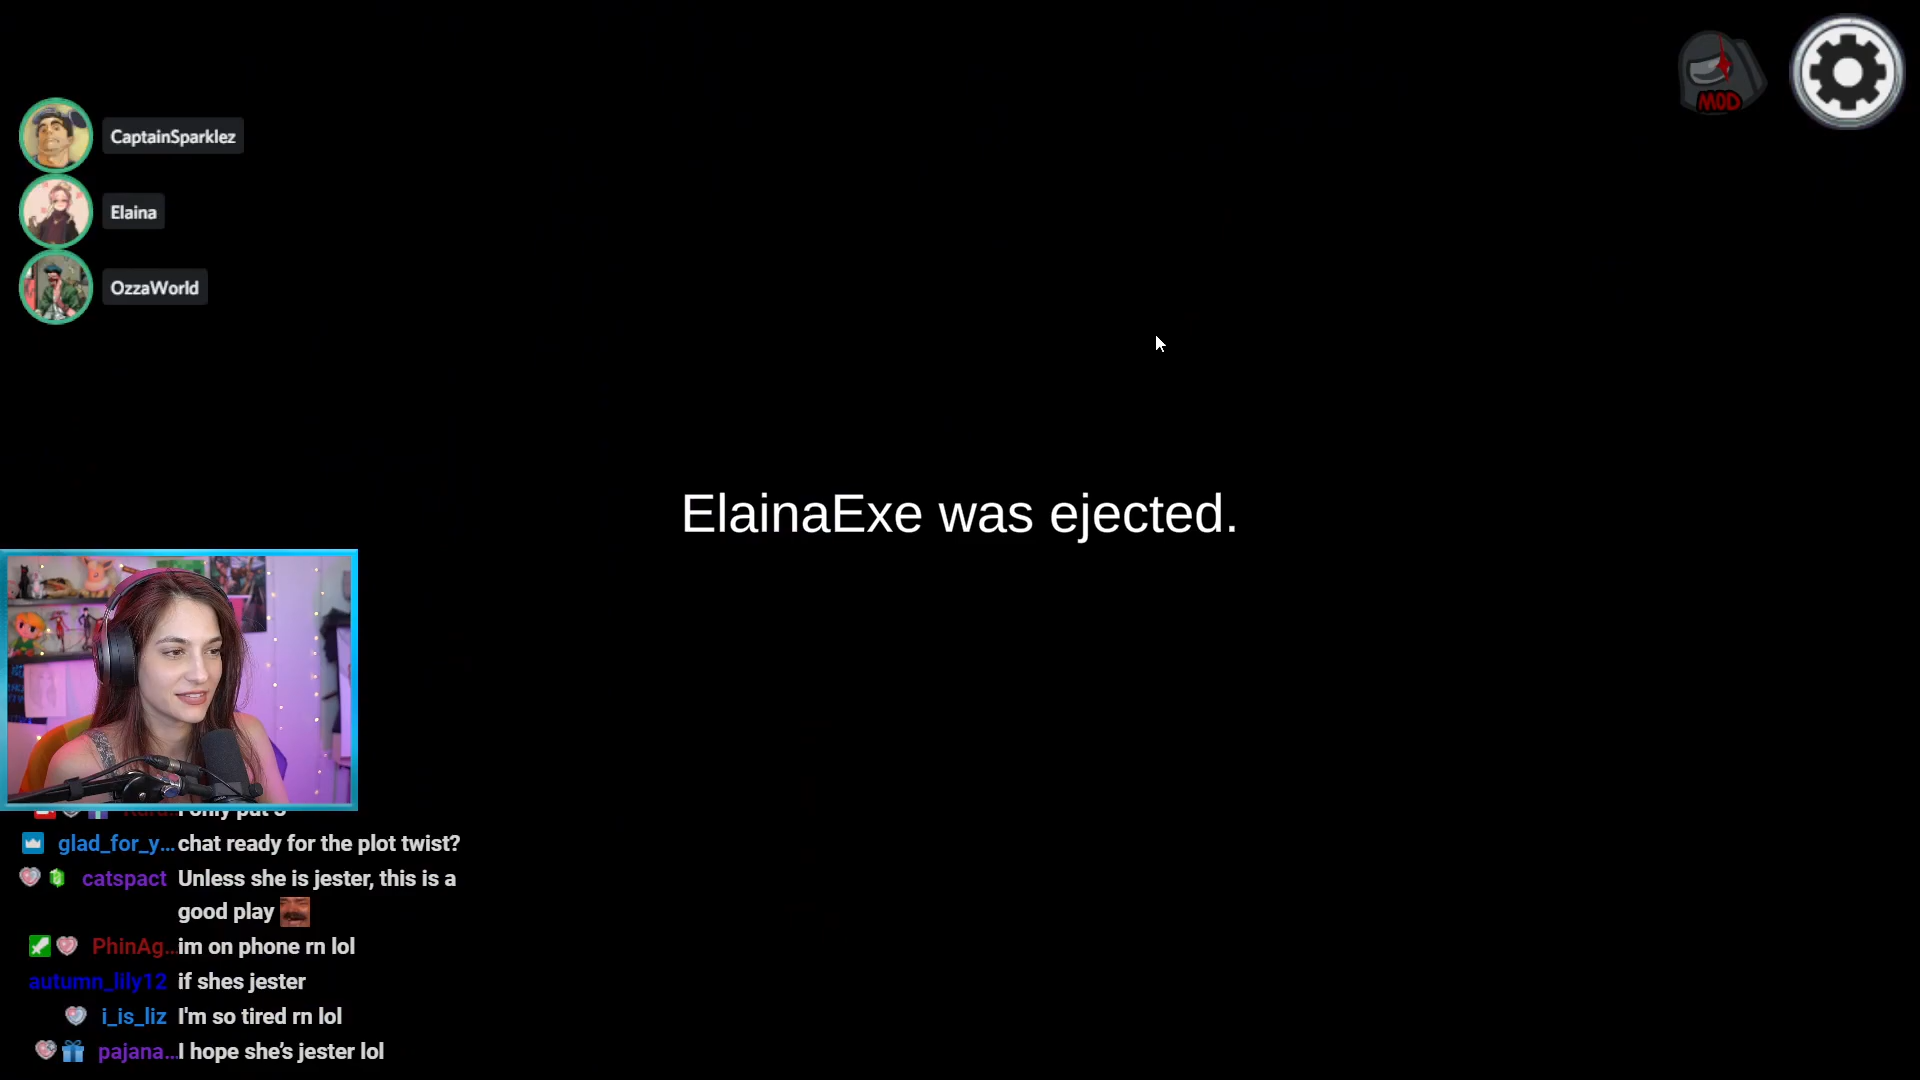 MOD
CaptainSparklez
Elaina
OzzaWorld
ElainaExe was ejected.
glad_for_y... chat ready for the plot twist?
catspact Unless she is jester, this is a
good play
PhinAg... im on phone rn lol
autumn_lily12 if shes jester
i_is_liz I'm so tired rn lol
pajana... I hope she's jester lol